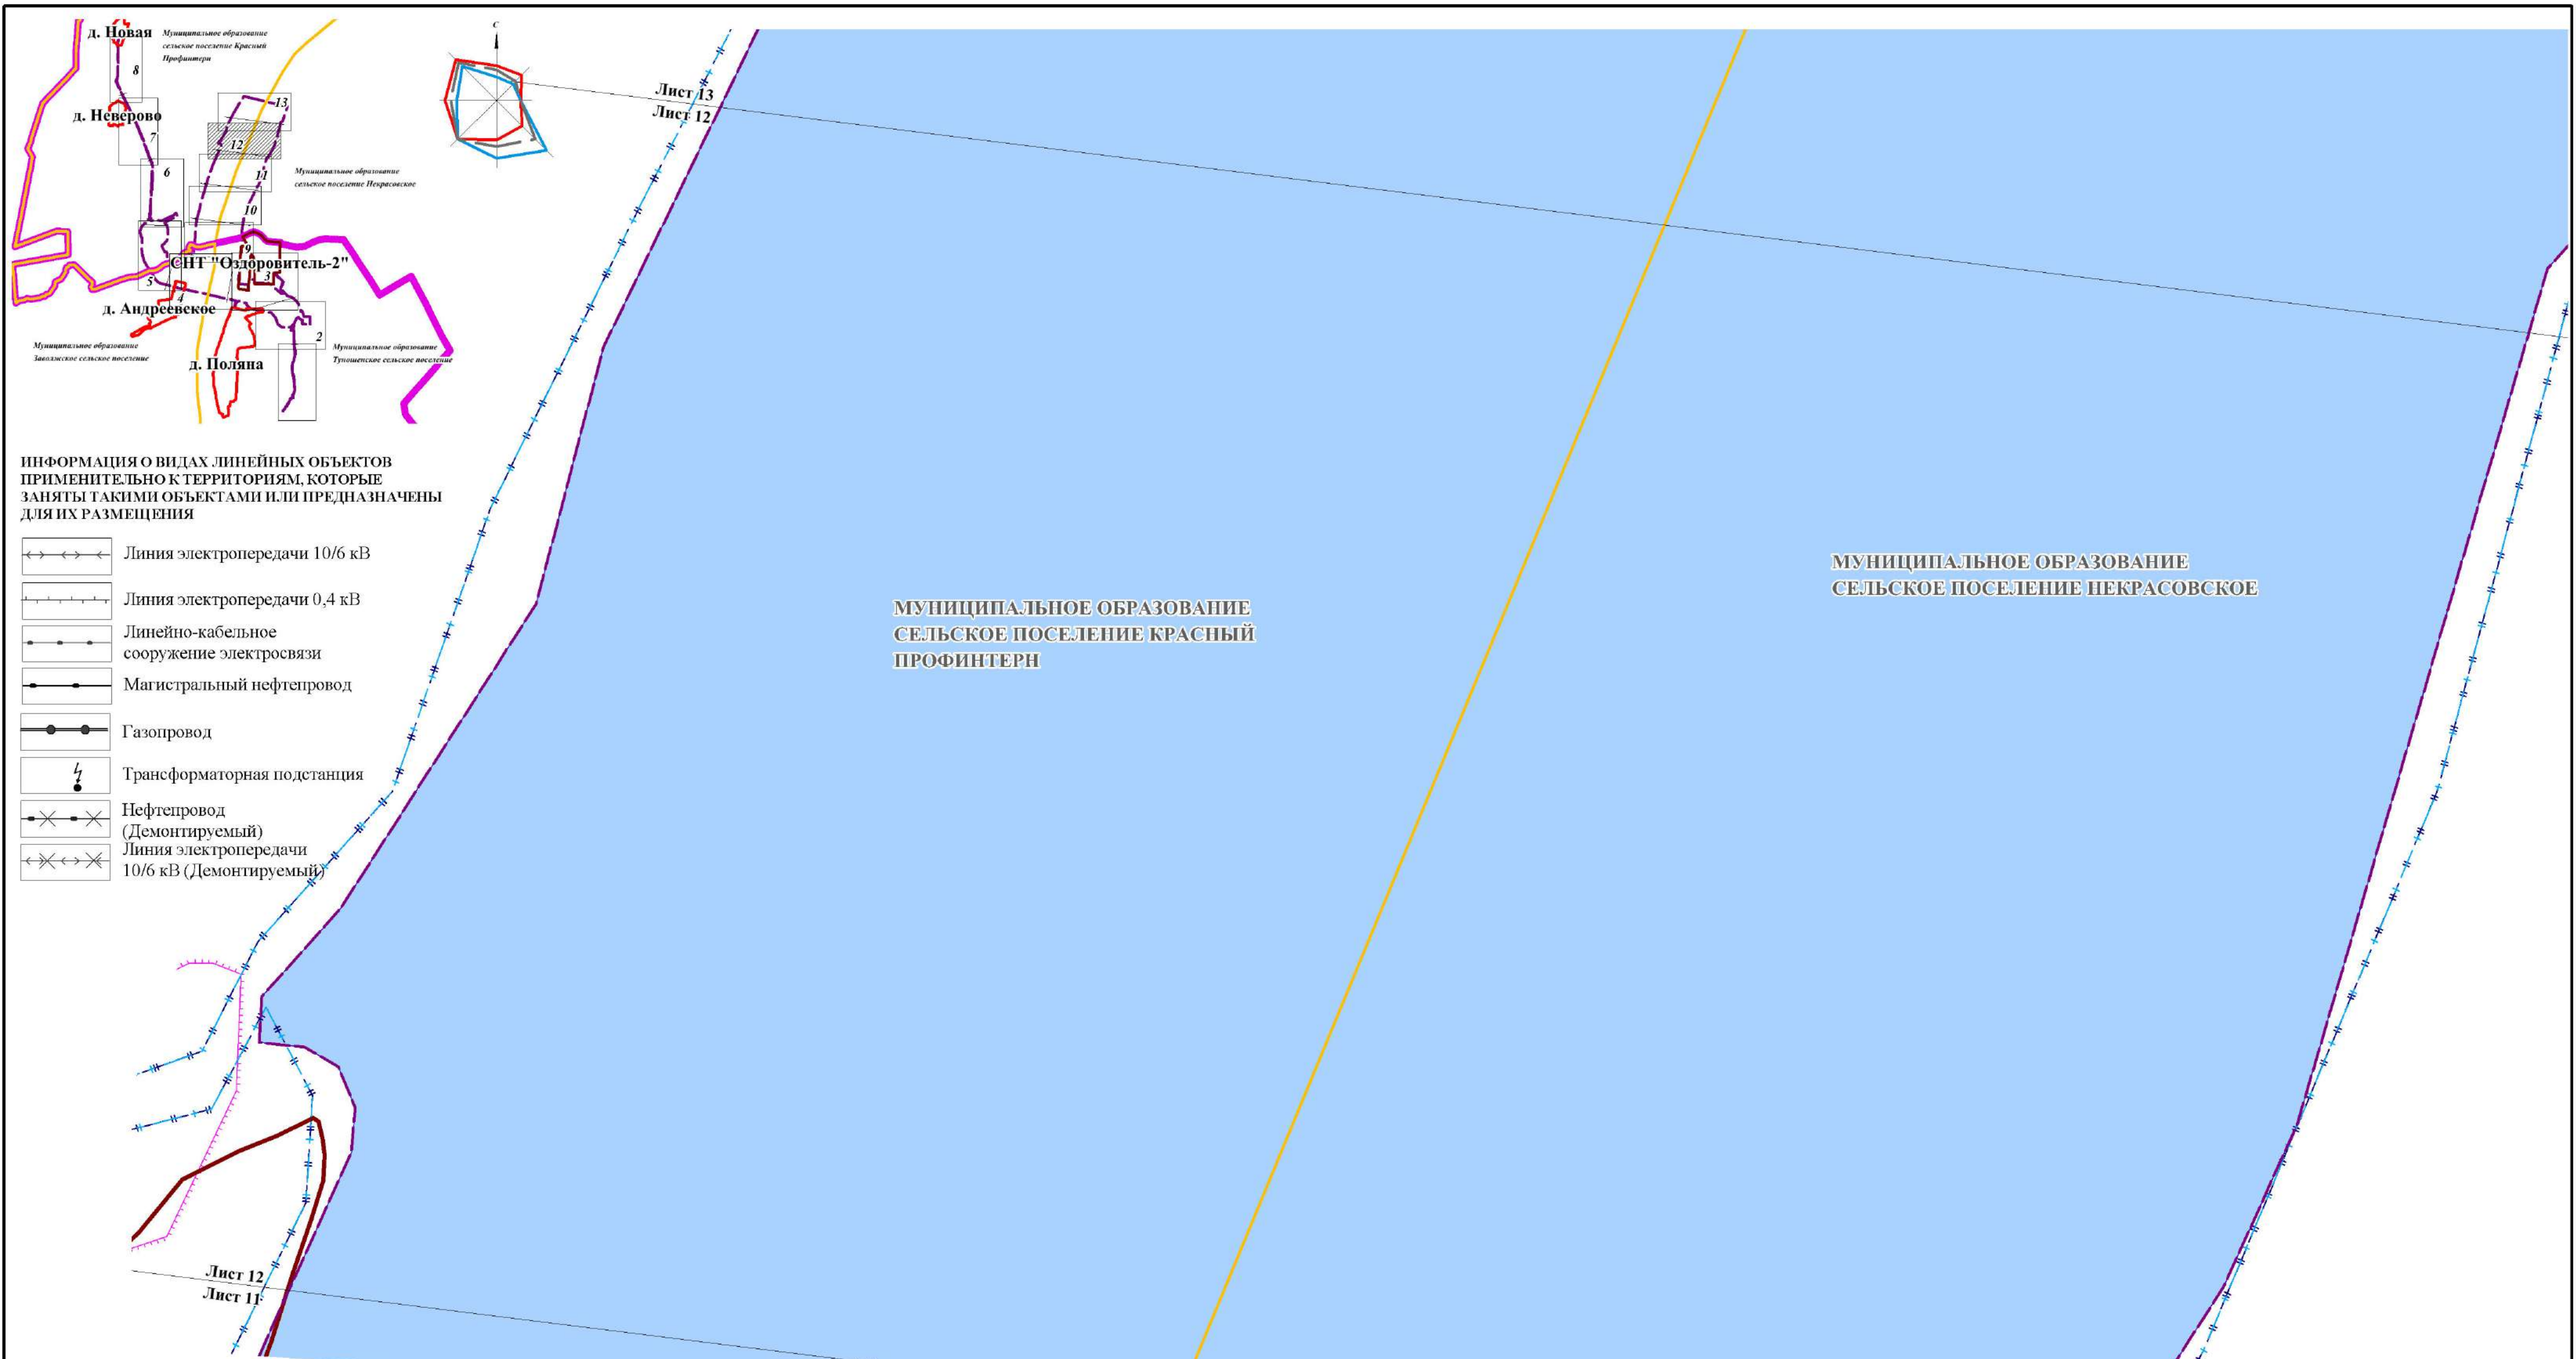 д. Новая
Муниципальное образование
сельское поселение Красный
Профинтерн
8
д. Неверово
7
13
12
6
11
Муниципальное образование
сельское поселение Некрасовское
10
9
СНТ "Оздоровитель-2"
3
5
4
д. Андреевское
2
Муниципальное образование
Заволжское сельское поселение
Муниципальное образование
Туношенское сельское поселение
д. Поляна
С
Лист 13
Лист 12
ИНФОРМАЦИЯ О ВИДАХ ЛИНЕЙНЫХ ОБЪЕКТОВ
ПРИМЕНИТЕЛЬНО К ТЕРРИТОРИЯМ, КОТОРЫЕ
ЗАНЯТЫ ТАКИМИ ОБЪЕКТАМИ ИЛИ ПРЕДНАЗНАЧЕНЫ
ДЛЯ ИХ РАЗМЕЩЕНИЯ
Линия электропередачи 10/6 кВ
Линия электропередачи 0,4 кВ
Линейно-кабельное
сооружение электросвязи
Магистральный нефтепровод
Газопровод
Трансформаторная подстанция
Нефтепровод
(Демонтируемый)
Линия электропередачи
10/6 кВ (Демонтируемый)
МУНИЦИПАЛЬНОЕ ОБРАЗОВАНИЕ
СЕЛЬСКОЕ ПОСЕЛЕНИЕ КРАСНЫЙ
ПРОФИНТЕРН
МУНИЦИПАЛЬНОЕ ОБРАЗОВАНИЕ
СЕЛЬСКОЕ ПОСЕЛЕНИЕ НЕКРАСОВСКОЕ
Лист 12
Лист 11